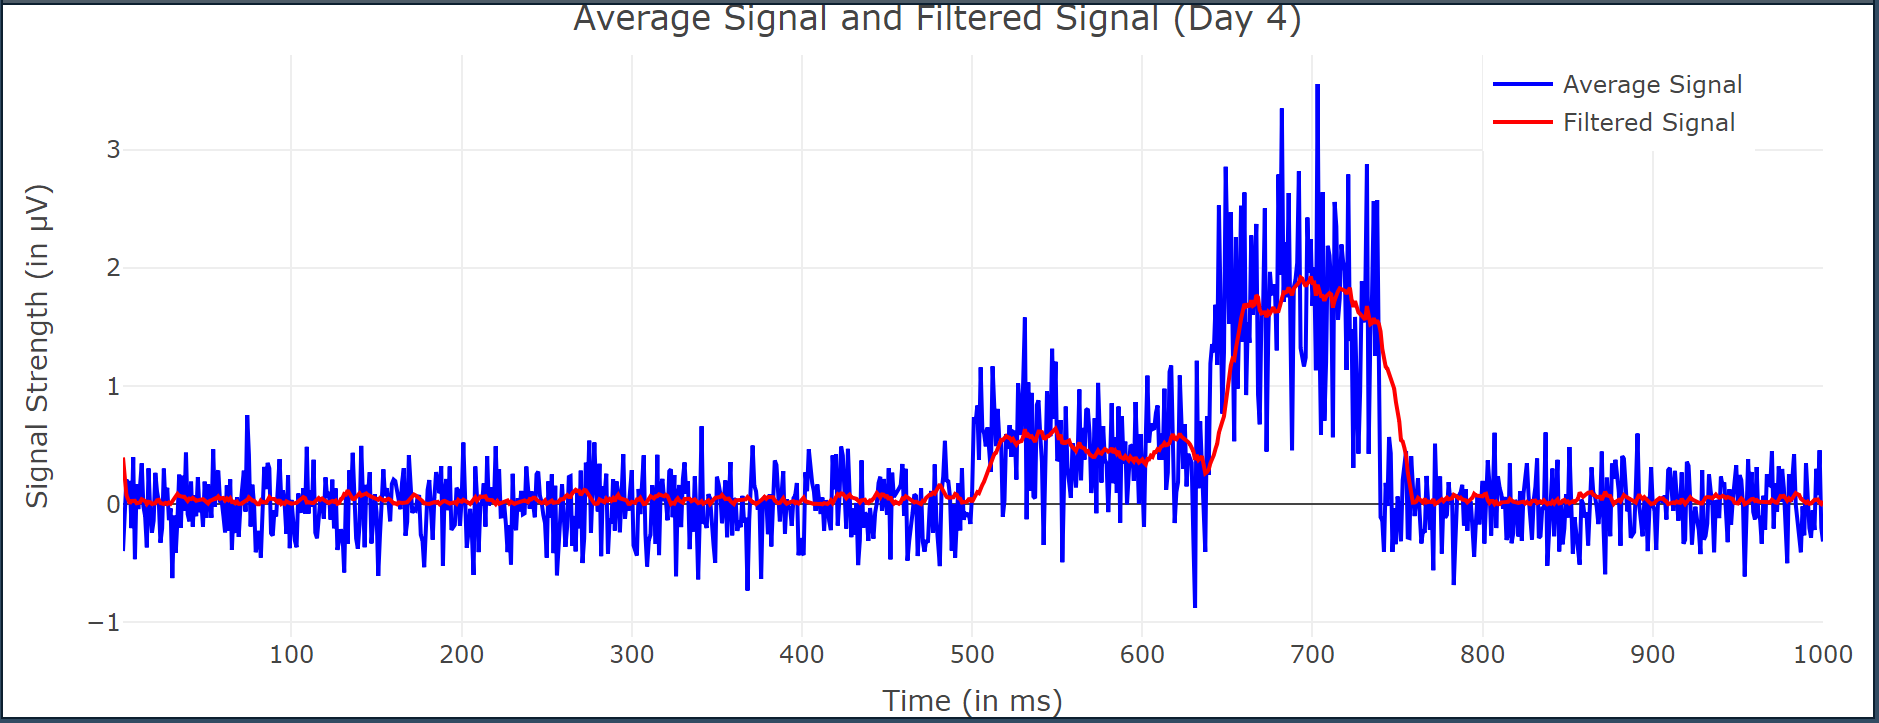 Average Signal and Filtered Signal (Day 4)
Average Signal
Filtered Signal
Signal Strength (in μV)
3
2
1
0
−1
100 200 300 400 500 600 700 800 900 1000
Time (in ms)